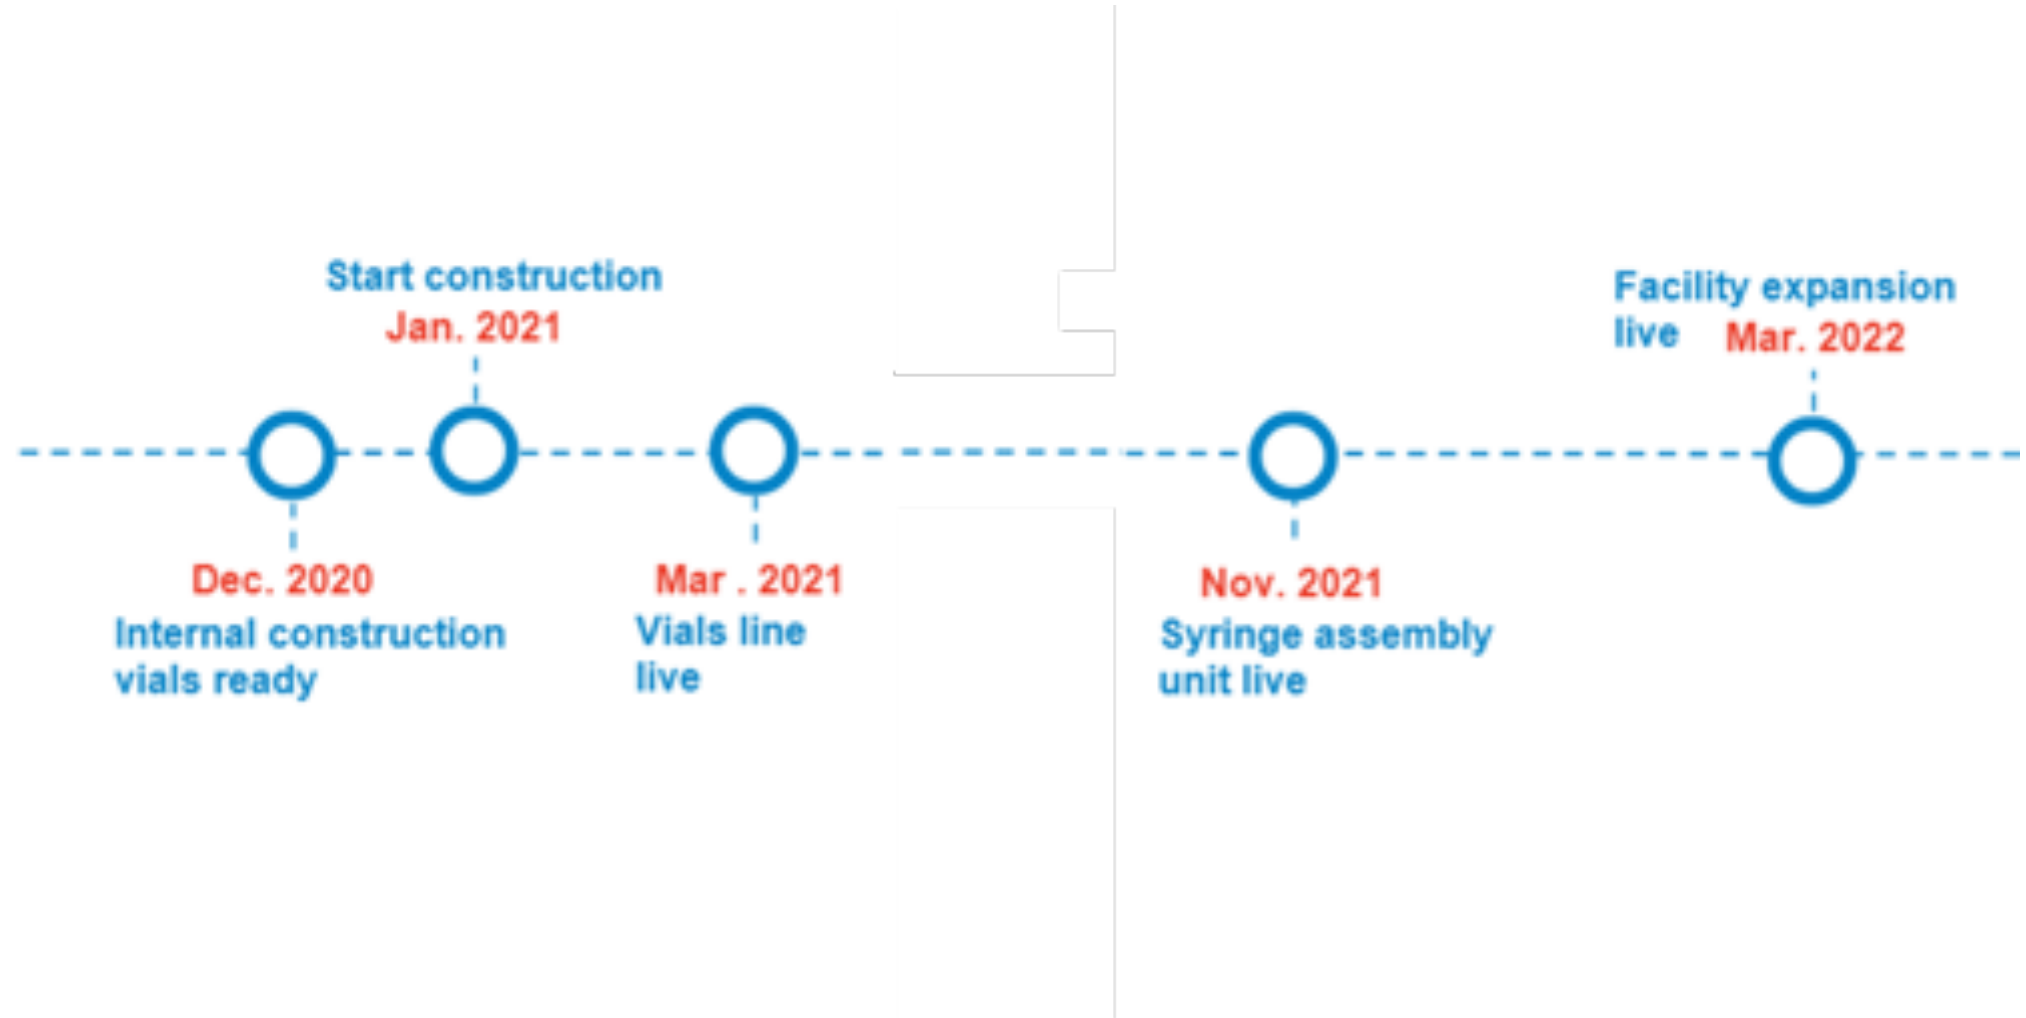 Start construction
Jan. 2021
Facility expansion
live Mar. 2022
Dec. 2020
Internal construction
vials ready
Mar . 2021
Vials line
live
Nov. 2021
Syringe assembly
unit live